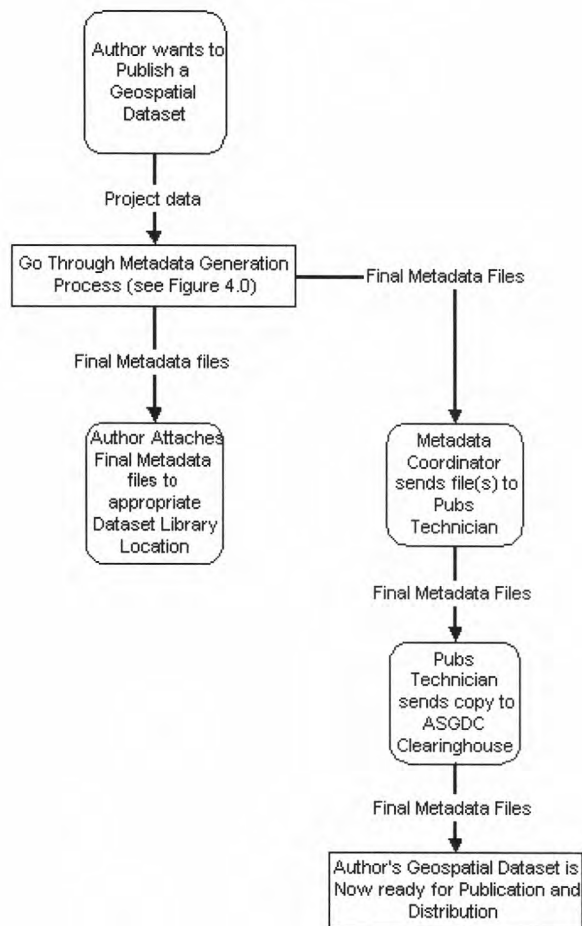 Author wants to
Publish a
Geospatial
Dataset
Project data
Go Through Metadata Generation
Process (see Figure 4.0)
Final Metadata Files
Final Metadata files
Author Attaches
Final Metadata
files to
appropriate
Dataset Library
Location
Metadata
Coordinator
sends file(s) to
Pubs
Technician
Final Metadata Files
Pubs
Technician
sends copy to
ASGDC
Clearinghouse
Final Metadata Files
Author's Geospatial Dataset is
Now ready for Publication and
Distribution